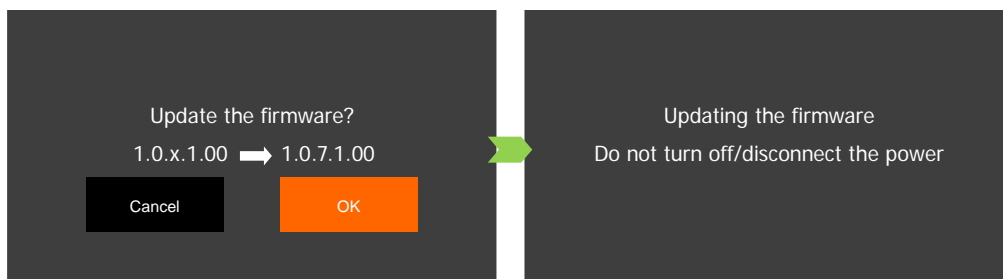 Update the firmware?
1.0.x.1.00 ➡ 1.0.7.1.00
Cancel
OK
Updating the firmware
Do not turn off/disconnect the power